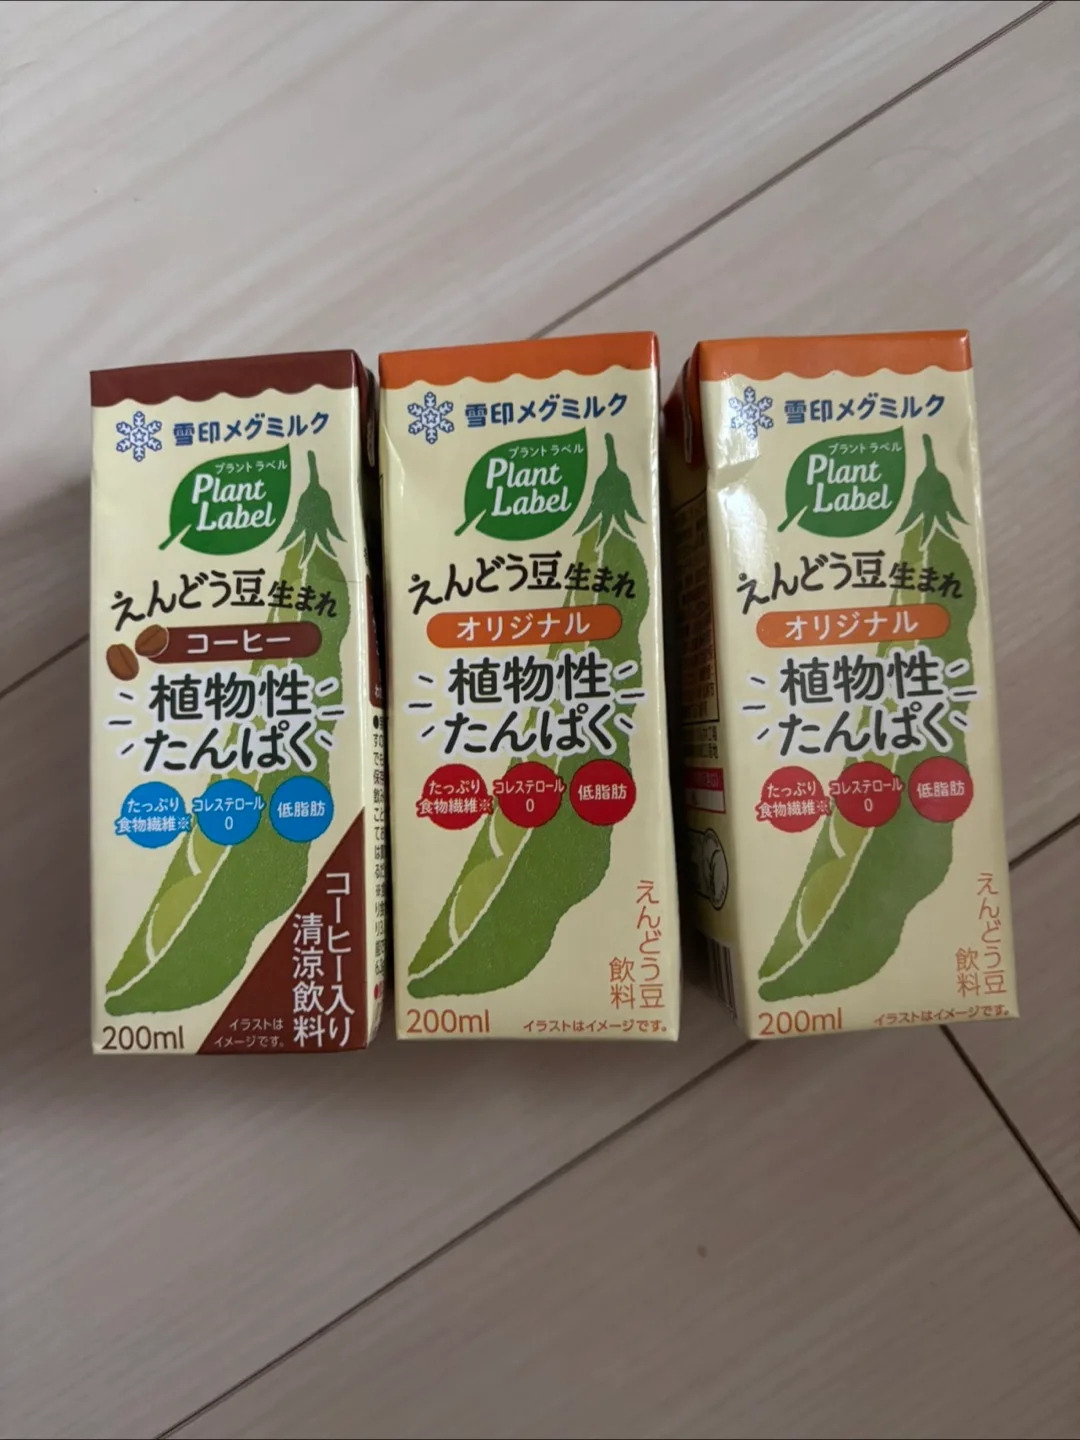 雪印メグミルク
プラントラベル
Plant
Label
えんどう豆生まれ
コーヒー
植物性
たんぱく
たっぷり
食物繊維※
コレステロール
0
低脂肪
コーヒー入り
清涼飲料
200ml
イラストは
イメージです。
雪印メグミルク
プラントラベル
Plant
Label
えんどう豆生まれ
オリジナル
植物性
たんぱく
たっぷり
食物繊維※
コレステロール
0
低脂肪
えんどう豆
飲料
200ml
イラストはイメージです。
雪印メグミルク
プラントラベル
Plant
Label
えんどう豆生まれ
オリジナル
植物性
たんぱく
たっぷり
食物繊維※
コレステロール
0
低脂肪
えんどう豆
飲料
200ml
イラストはイメージです。